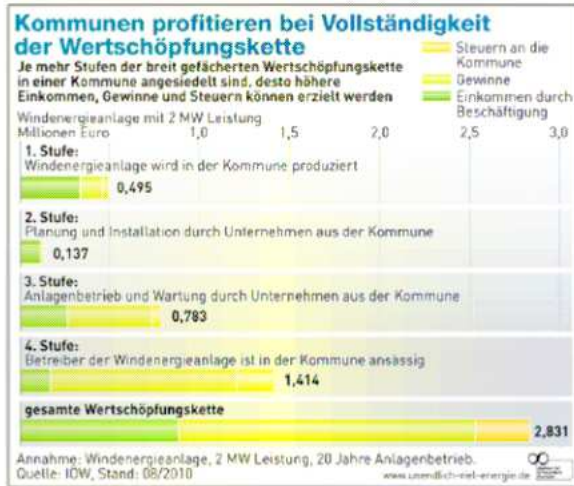 Kommunen profitieren bei Vollständigkeit
der Wertschöpfungskette
Je mehr Stufen der breit gefächerten Wertschöpfungskette
in einer Kommune angesiedelt sind, desto höhere
Einkommen, Gewinne und Steuern können erzielt werden
Steuern an die
Kommune
Gewinne
Einkommen durch
Beschäftigung
Windenergieanlage mit 2 MW Leistung
Millionen Euro 1,0 1,5 2,0 2,5 3,0
1. Stufe:
Windenergieanlage wird in der Kommune produziert
0,495
2. Stufe:
Planung und Installation durch Unternehmen aus der Kommune
0,137
3. Stufe:
Anlagenbetrieb und Wartung durch Unternehmen aus der Kommune
0,783
4. Stufe:
Betreiber der Windenergieanlage ist in der Kommune ansässig
1,414
gesamte Wertschöpfungskette
2,831
Annahme: Windenergieanlage, 2 MW Leistung, 20 Jahre Anlagenbetrieb.
Quelle: IÖW, Stand: 08/2010
www.unendlich-viel-energie.de